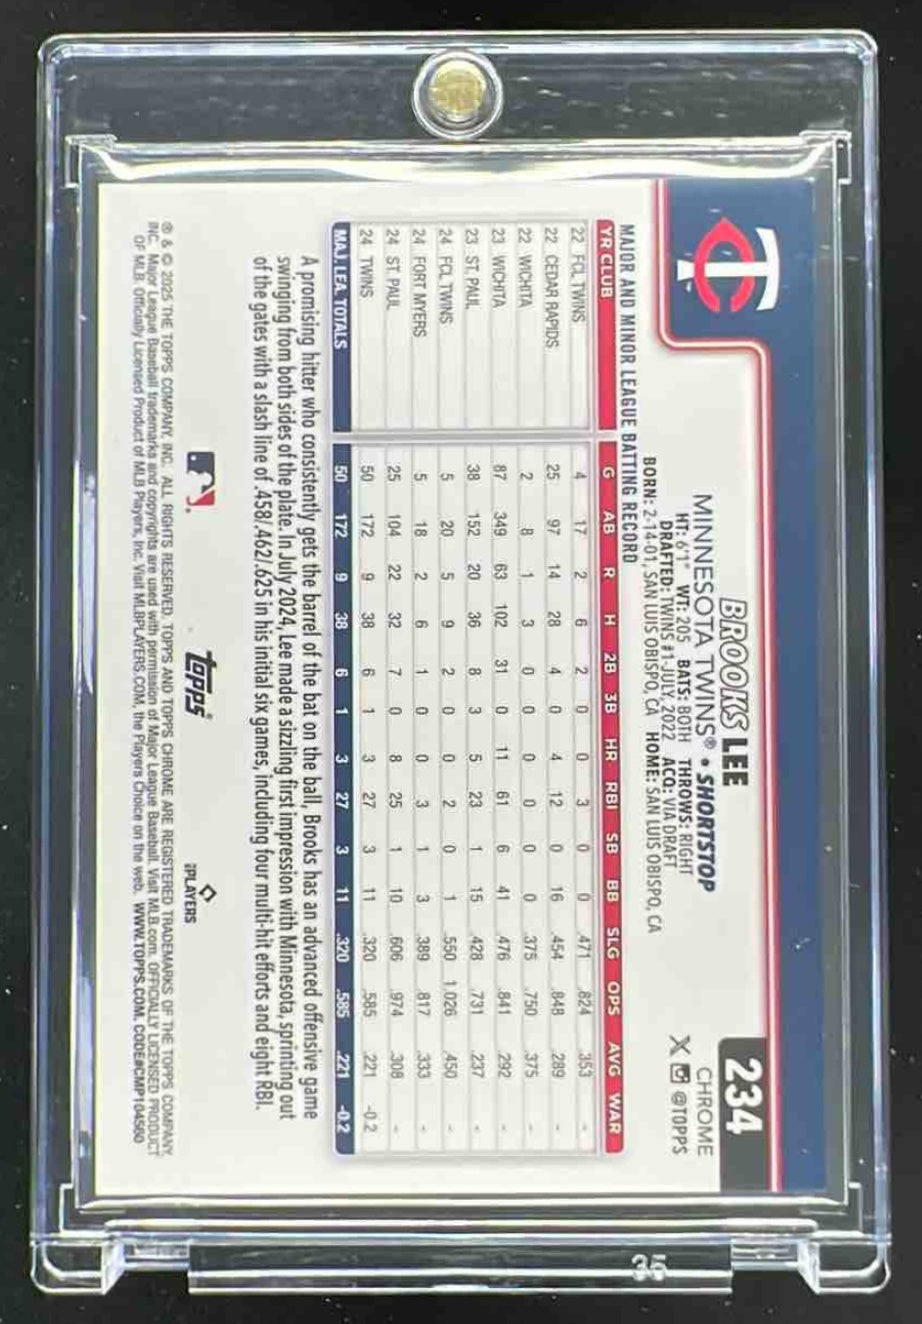 234
CHROME
X @TOPPS
BROOKS LEE
MINNESOTA TWINS® • SHORTSTOP
HT: 6'1" WT: 205 BATS: BOTH THROWS: RIGHT
DRAFTED: TWINS #1-JULY, 2022 ACQ: VIA DRAFT
BORN: 2-14-01, SAN LUIS OBISPO, CA HOME: SAN LUIS OBISPO, CA
MAJOR AND MINOR LEAGUE BATTING RECORD
YR CLUB G AB R H 2B 3B HR RBI SB BB SLG OPS AVG WAR
22 FCL TWINS 4 17 2 6 2 0 0 3 0 0 .471 .824 .353 -
22 CEDAR RAPIDS 25 97 14 28 4 0 4 12 0 16 .454 .848 .289 -
22 WICHITA 2 8 1 3 0 0 0 0 0 0 .375 .750 .375 -
23 WICHITA 87 349 63 102 31 0 11 61 6 41 .476 .841 .292 -
23 ST. PAUL 38 152 20 36 8 3 5 23 1 15 .428 .731 .237 -
24 FCL TWINS 5 20 5 9 2 0 0 2 0 1 .550 1.026 .450 -
24 FORT MYERS 5 18 2 6 1 0 0 3 1 3 .389 .817 .333 -
24 ST. PAUL 25 104 22 32 7 0 8 25 1 10 .606 .974 .308 -
24 TWINS 50 172 9 38 6 1 3 27 3 11 .320 .585 .221 -0.2
MAJ. LEA. TOTALS 50 172 9 38 6 1 3 27 3 11 .320 .585 .221 -0.2
A promising hitter who consistently gets the barrel of the bat on the ball, Brooks has an advanced offensive game
swinging from both sides of the plate. In July 2024, Lee made a sizzling first impression with Minnesota, sprinting out
of the gates with a slash line of .458/.462/.625 in his initial six games, including four multi-hit efforts and eight RBI.
topps
PLAYERS
® & © 2025 THE TOPPS COMPANY, INC. ALL RIGHTS RESERVED. TOPPS AND TOPPS CHROME ARE REGISTERED TRADEMARKS OF THE TOPPS COMPANY,
INC. Major League Baseball trademarks and copyrights are used with permission of Major League Baseball. Visit MLB.com. OFFICIALLY LICENSED PRODUCT
OF MLB. Officially Licensed Product of MLB Players, Inc. Visit MLBPLAYERS.COM, the Players Choice on the web. WWW.TOPPS.COM. CODE#CMP104560
35